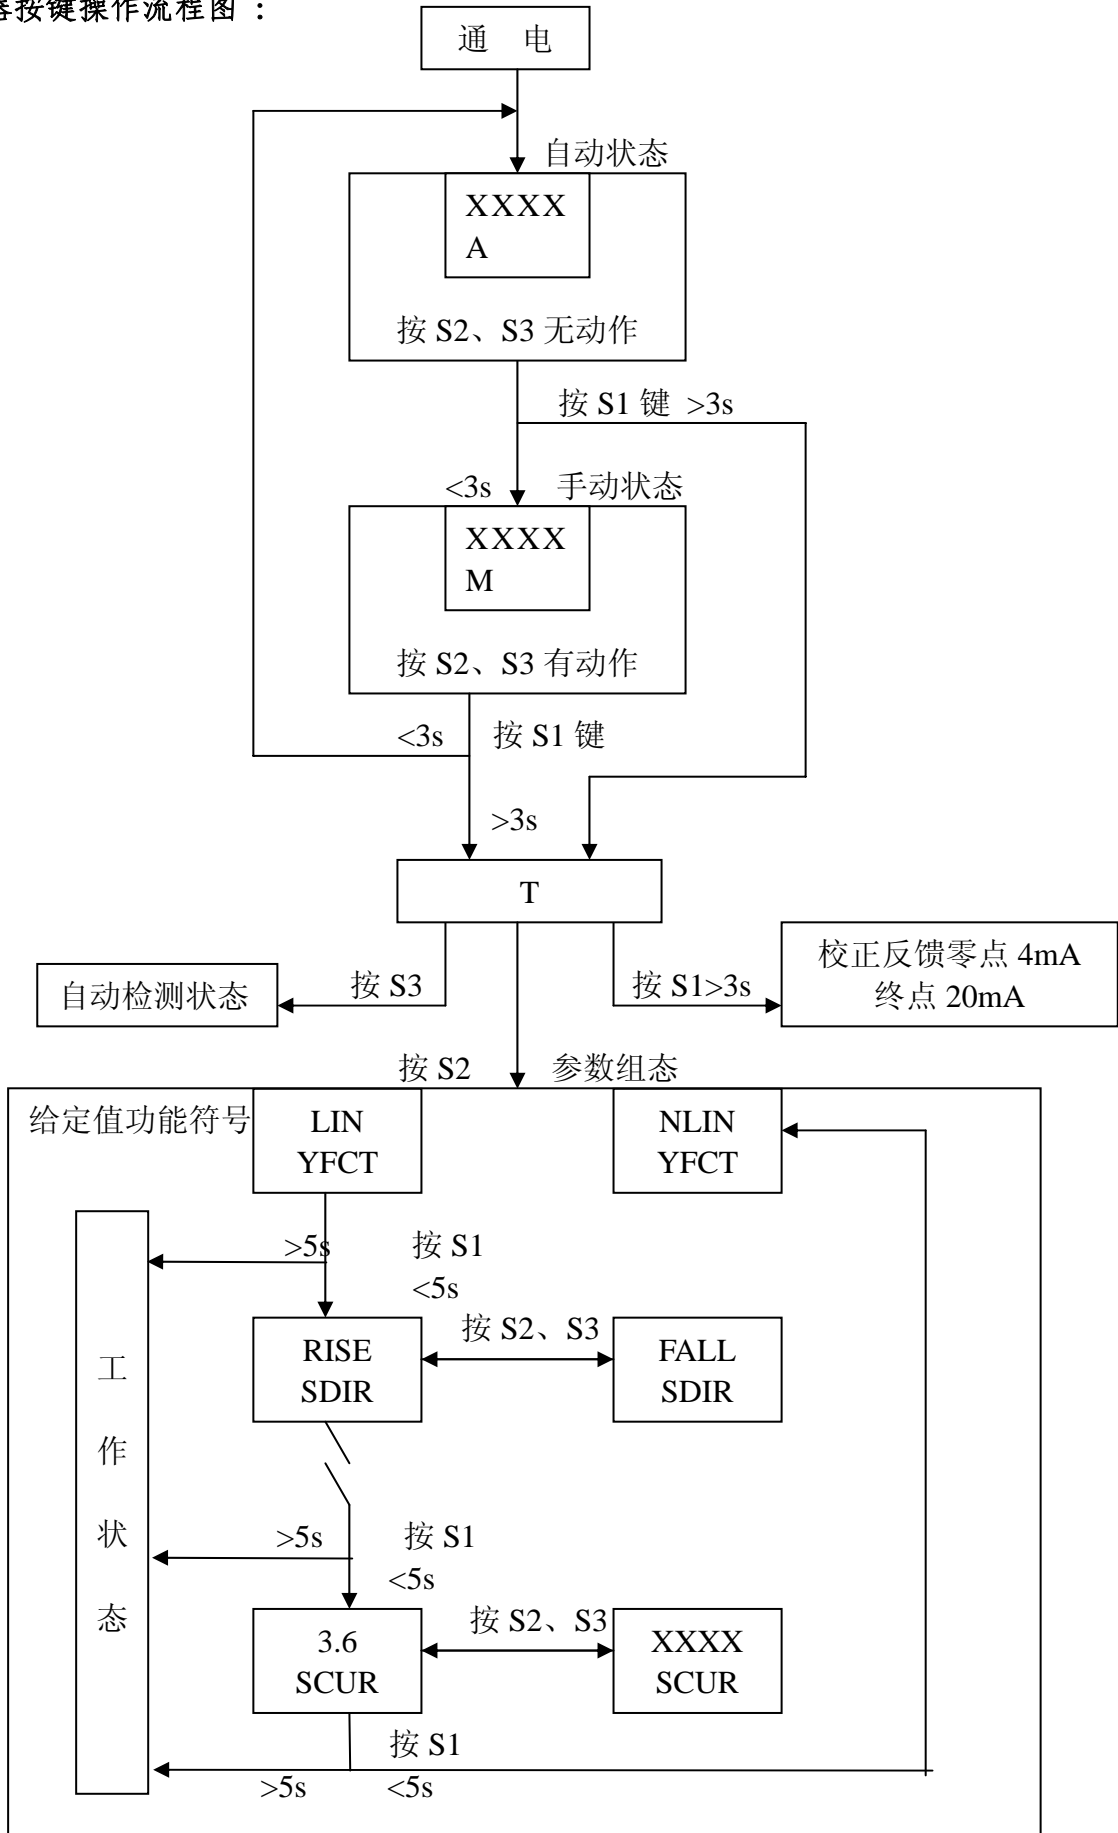 按键操作流程图 :
通 电
自动状态
XXXX
A
按 S2、S3 无动作
按 S1 键 >3s
<3s 手动状态
XXXX
M
按 S2、S3 有动作
<3s 按 S1 键
>3s
T
按 S3
自动检测状态
按 S1>3s
校正反馈零点 4mA
终点 20mA
按 S2 参数组态
给定值功能符号
LIN
YFCT
NLIN
YFCT
>5s 按 S1
<5s
工作状态
RISE
SDIR
按 S2、S3
FALL
SDIR
>5s 按 S1
<5s
3.6
SCUR
按 S2、S3
XXXX
SCUR
按 S1
>5s <5s